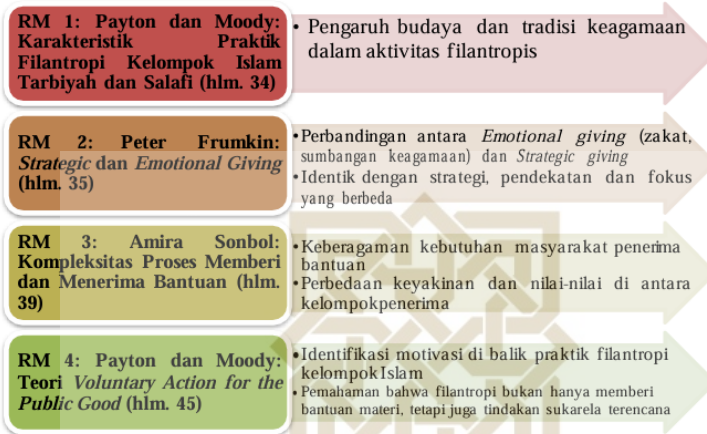 RM 1: Payton dan Moody:
Karakteristik Praktik
Filantropi Kelompok Islam
Tarbiyah dan Salafi (hlm. 34)
• Pengaruh budaya dan tradisi keagamaan
dalam aktivitas filantropis
RM 2: Peter Frumkin:
Strategic dan Emotional Giving
(hlm. 35)
• Perbandingan antara Emotional giving (zakat,
sumbangan keagamaan) dan Strategic giving
• Identik dengan strategi, pendekatan dan fokus
yang berbeda
RM 3: Amira Sonbol:
Kompleksitas Proses Memberi
dan Menerima Bantuan (hlm.
39)
• Keberagaman kebutuhan masyarakat penerima
bantuan
• Perbedaan keyakinan dan nilai-nilai di antara
kelompokpenerima
RM 4: Payton dan Moody:
Teori Voluntary Action for the
Public Good (hlm. 45)
• Identifikasi motivasi di balik praktik filantropi
kelompok Islam
• Pemahaman bahwa filantropi bukan hanya memberi
bantuan materi, tetapi juga tindakan sukarela terencana